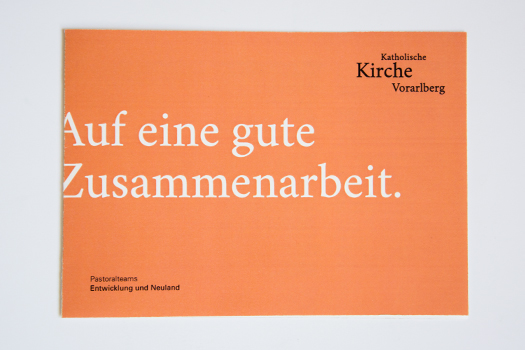 Katholische
Kirche
Vorarlberg
Auf eine gute
Zusammenarbeit.
Pastoralteams
Entwicklung und Neuland